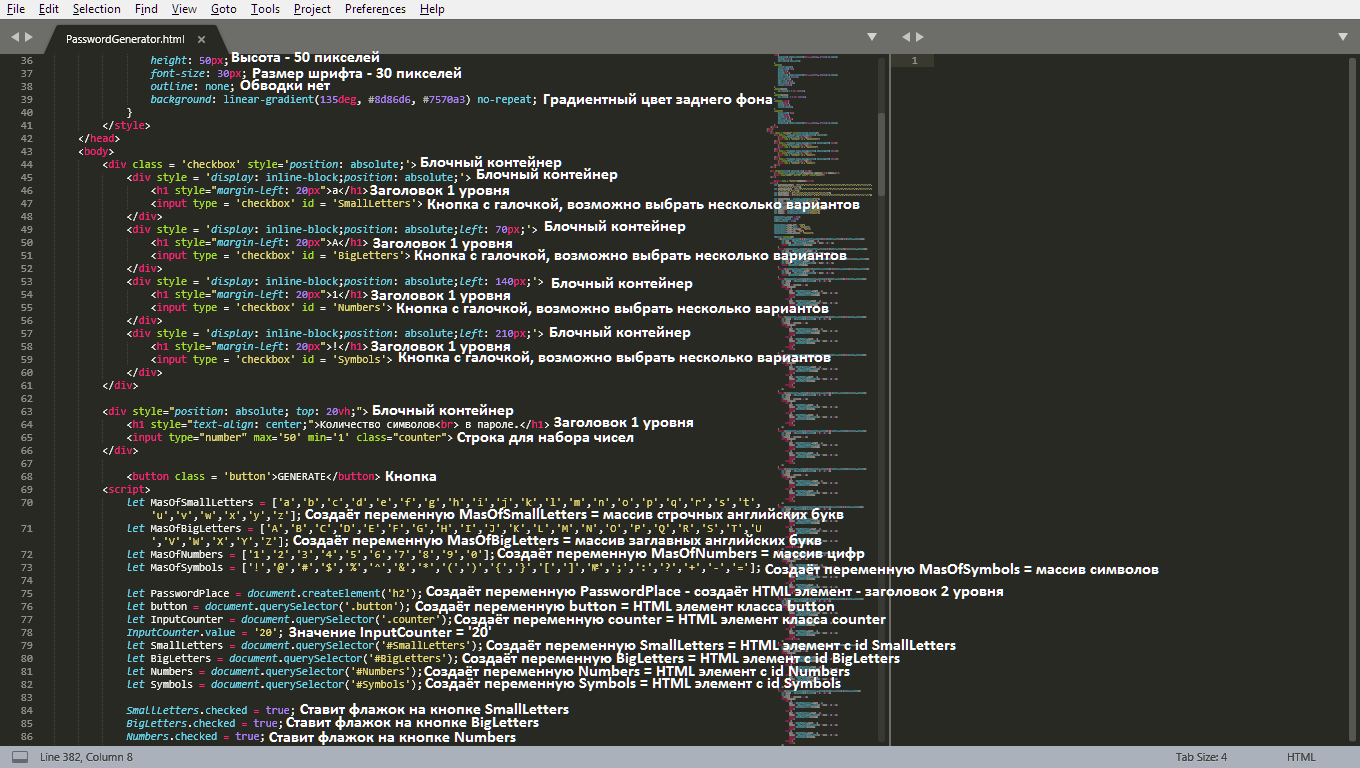 File Edit Selection Find View Goto Tools Project Preferences Help
PasswordGenerator.html ×
36 height: 50px; Высота - 50 пикселей
37 font-size: 30px; Размер шрифта - 30 пикселей
38 outline: none; Обводки нет
39 background: linear-gradient(135deg, #8d86d6, #7570a3) no-repeat; Градиентный цвет заднего фона
40 }
41 </style>
42 </head>
43 <body>
44 <div class = 'checkbox' style='position: absolute;'> Блочный контейнер
45 <div style = 'display: inline-block;position: absolute;'> Блочный контейнер
46 <h1 style="margin-left: 20px">a</h1> Заголовок 1 уровня
47 <input type = 'checkbox' id = 'SmallLetters'> Кнопка с галочкой, возможно выбрать несколько вариантов
48 </div>
49 <div style = 'display: inline-block;position: absolute;left: 70px;'> Блочный контейнер
50 <h1 style="margin-left: 20px">A</h1> Заголовок 1 уровня
51 <input type = 'checkbox' id = 'BigLetters'> Кнопка с галочкой, возможно выбрать несколько вариантов
52 </div>
53 <div style = 'display: inline-block;position: absolute;left: 140px;'> Блочный контейнер
54 <h1 style="margin-left: 20px">1</h1> Заголовок 1 уровня
55 <input type = 'checkbox' id = 'Numbers'> Кнопка с галочкой, возможно выбрать несколько вариантов
56 </div>
57 <div style = 'display: inline-block;position: absolute;left: 210px;'> Блочный контейнер
58 <h1 style="margin-left: 20px">!</h1> Заголовок 1 уровня
59 <input type = 'checkbox' id = 'Symbols'> Кнопка с галочкой, возможно выбрать несколько вариантов
60 </div>
61 </div>
62
63 <div style="position: absolute; top: 20vh;"> Блочный контейнер
64 <h1 style="text-align: center;">Количество символов<br> в пароле.</h1> Заголовок 1 уровня
65 <input type="number" max='50' min='1' class="counter"> Строка для набора чисел
66 </div>
67
68 <button class = 'button'>GENERATE</button> Кнопка
69 <script>
70 let MasOfSmallLetters = ['a','b','c','d','e','f','g','h','i','j','k','l','m','n','o','p','q','r','s','t',
'u','v','w','x','y','z']; Создаёт переменную MasOfSmallLetters = массив строчных английских букв
71 let MasOfBigLetters = ['A','B','C','D','E','F','G','H','I','J','K','L','M','N','O','P','Q','R','S','T','U
','V','W','X','Y','Z']; Создаёт переменную MasOfBigLetters = массив заглавных английских букв
72 let MasOfNumbers = ['1','2','3','4','5','6','7','8','9','0']; Создаёт переменную MasOfNumbers = массив цифр
73 let MasOfSymbols = ['!','@','#','$','%','^','&','*','(',')','{','}','[',']','№',';',':','?','+','-','=']; Создаёт переменную MasOfSymbols = массив символов
74
75 let PasswordPlace = document.createElement('h2'); Создаёт переменную PasswordPlace - создаёт HTML элемент - заголовок 2 уровня
76 let button = document.querySelector('.button'); Создаёт переменную button = HTML элемент класса button
77 let InputCounter = document.querySelector('.counter'); Создаёт переменную counter = HTML элемент класса counter
78 InputCounter.value = '20'; Значение InputCounter = '20'
79 let SmallLetters = document.querySelector('#SmallLetters'); Создаёт переменную SmallLetters = HTML элемент с id SmallLetters
80 let BigLetters = document.querySelector('#BigLetters'); Создаёт переменную BigLetters = HTML элемент с id BigLetters
81 let Numbers = document.querySelector('#Numbers'); Создаёт переменную Numbers = HTML элемент с id Numbers
82 let Symbols = document.querySelector('#Symbols'); Создаёт переменную Symbols = HTML элемент с id Symbols
83
84 SmallLetters.checked = true; Ставит флажок на кнопке SmallLetters
85 BigLetters.checked = true; Ставит флажок на кнопке BigLetters
86 Numbers.checked = true; Ставит флажок на кнопке Numbers
1
Line 382, Column 8 Tab Size: 4 HTML